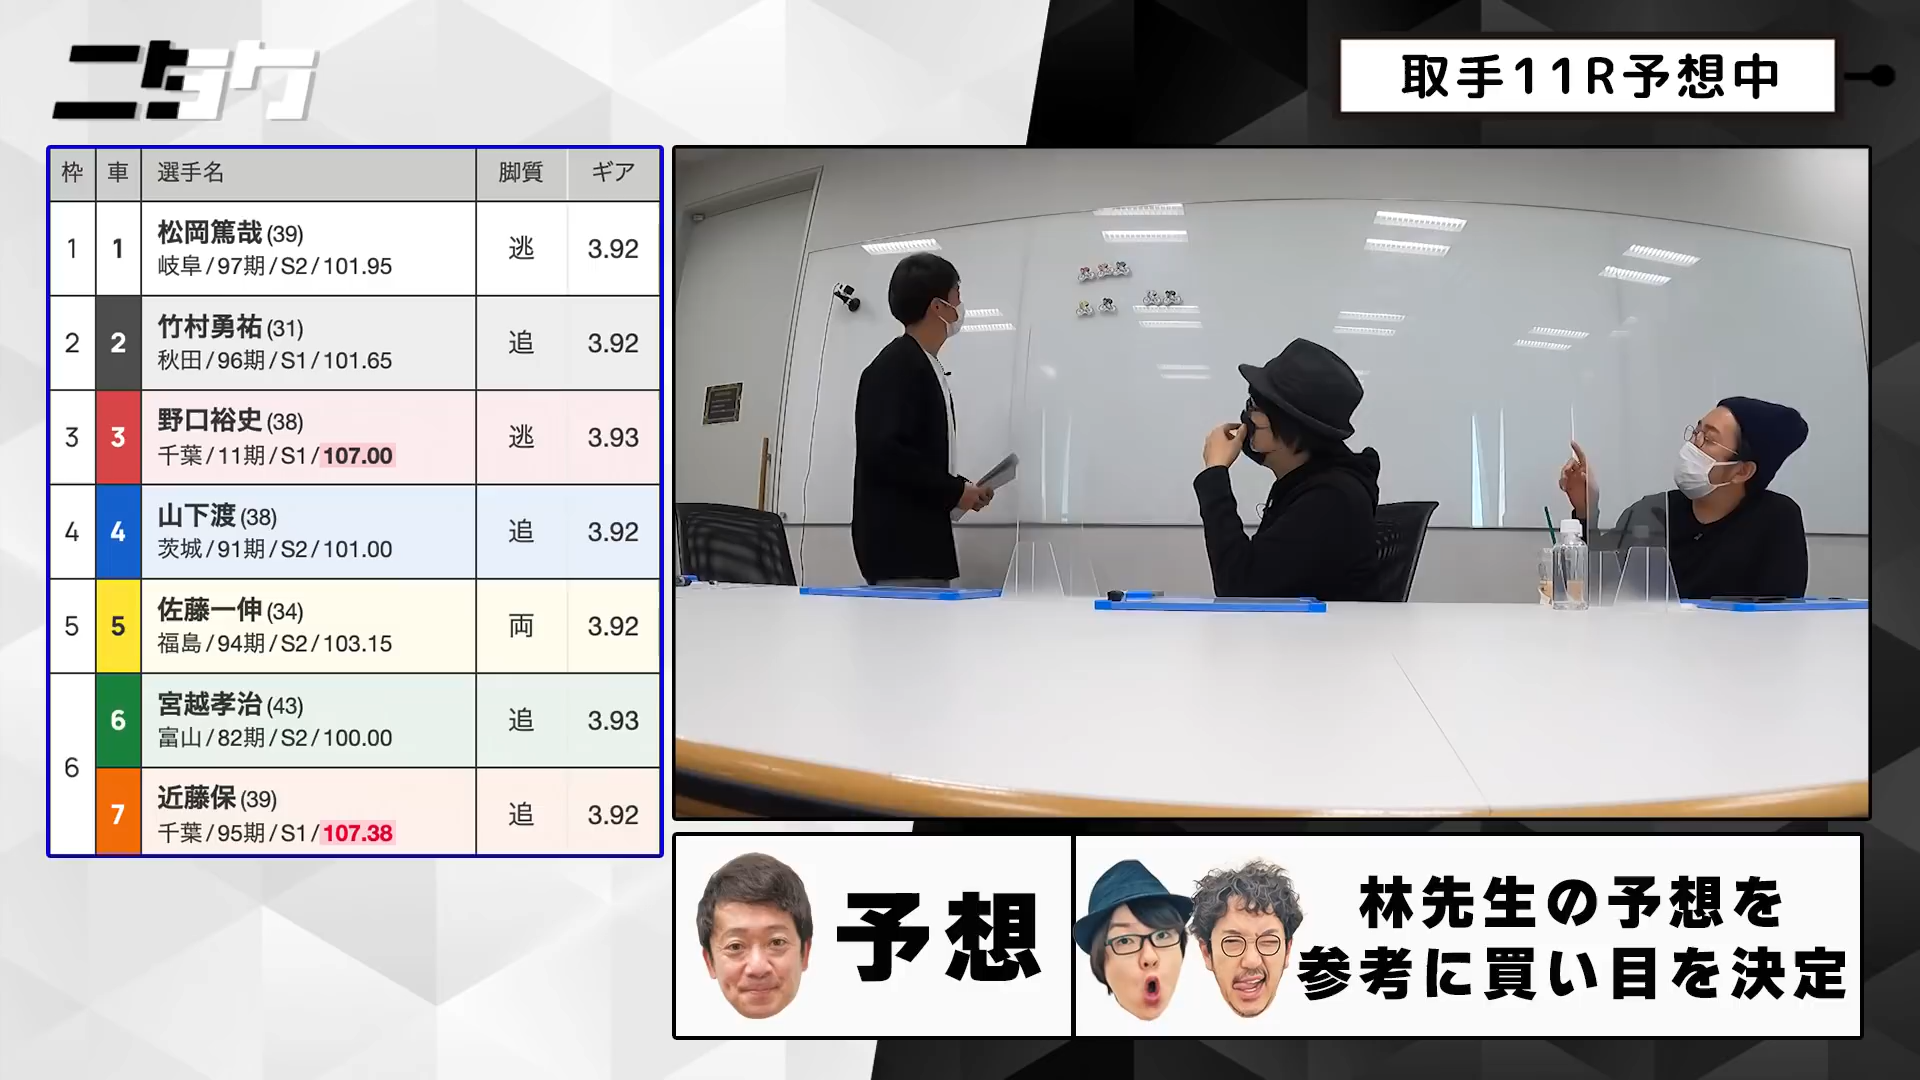 ニタク
取手11R予想中
枠 車 選手名 脚質 ギア
1 1 松岡篤哉(39) 逃 3.92
岐阜/97期/S2/101.95
2 2 竹村勇祐(31) 追 3.92
秋田/96期/S1/101.65
3 3 野口裕史(38) 逃 3.93
千葉/11期/S1/107.00
4 4 山下渡(38) 追 3.92
茨城/91期/S2/101.00
5 5 佐藤一伸(34) 両 3.92
福島/94期/S2/103.15
6 6 宮越孝治(43) 追 3.93
富山/82期/S2/100.00
7 近藤保(39) 追 3.92
千葉/95期/S1/107.38
予想
林先生の予想を
参考に買い目を決定